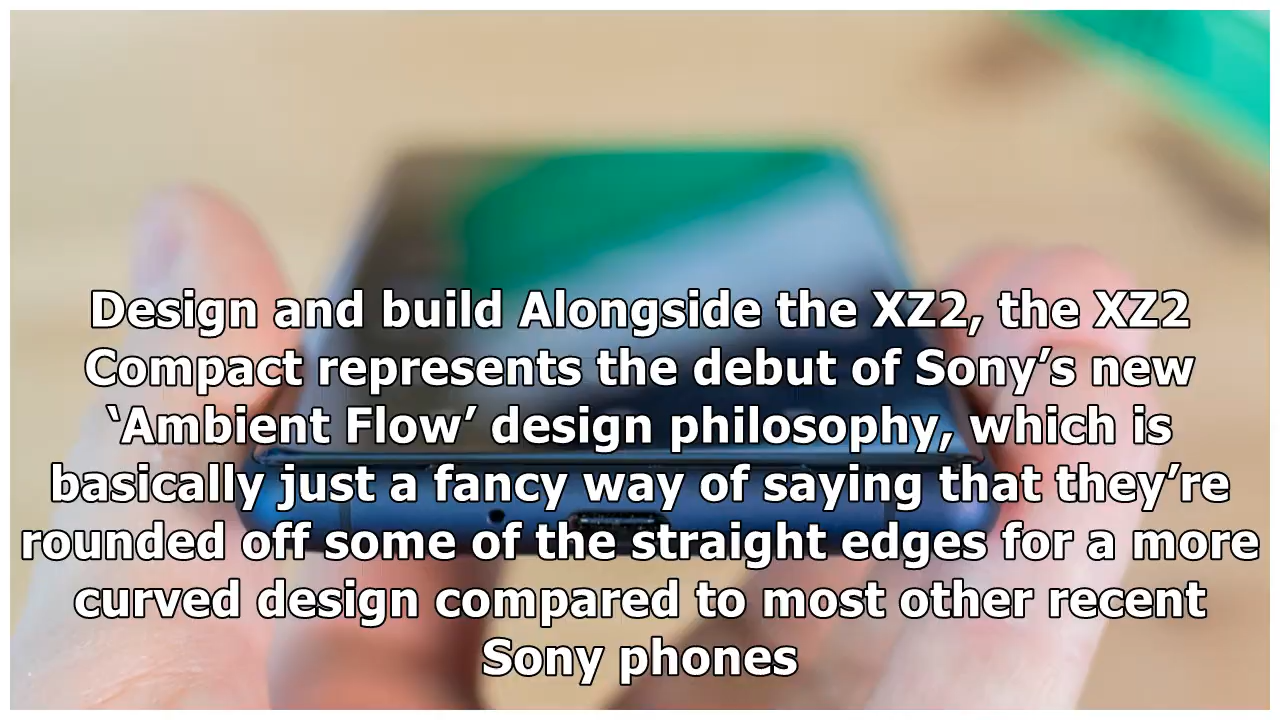 Design and build Alongside the XZ2, the XZ2
Compact represents the debut of Sony’s new
‘Ambient Flow’ design philosophy, which is
basically just a fancy way of saying that they’re
rounded off some of the straight edges for a more
curved design compared to most other recent
Sony phones